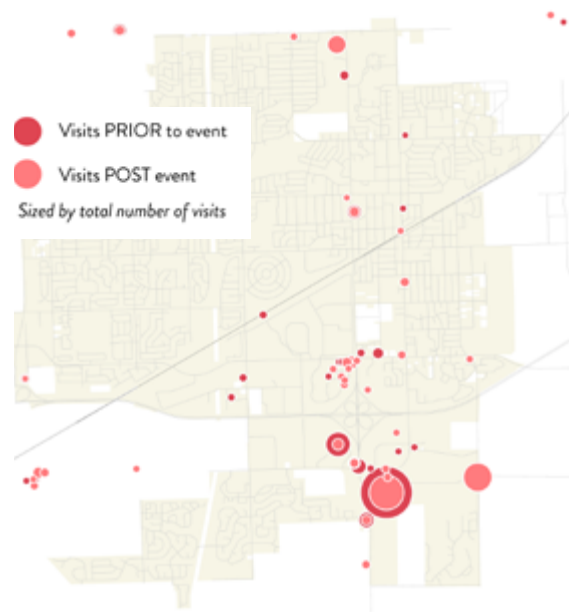 Visits PRIOR to event
Visits POST event
Sized by total number of visits